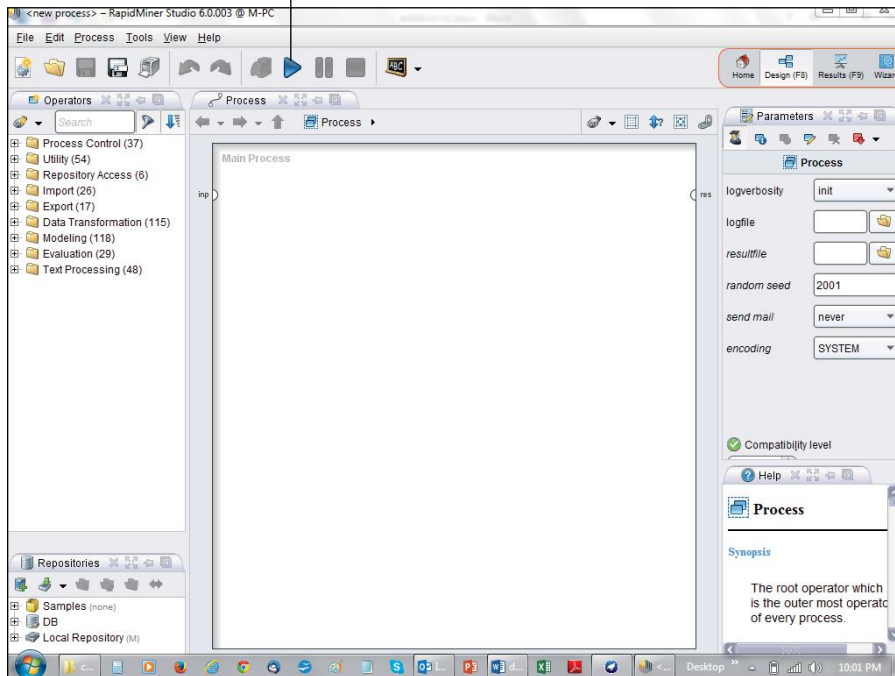 <new process> – RapidMiner Studio 6.0.003 @ M-PC
File Edit Process Tools View Help
ABC
Home Design (F8) Results (F9) Wizar
Operators
Process
Search
Process
Process Control (37)
Utility (54)
Repository Access (6)
Import (26)
Export (17)
Data Transformation (115)
Modeling (118)
Evaluation (29)
Text Processing (48)
Main Process
inp
res
Parameters
Process
logverbosity init
logfile
resultfile
random seed 2001
send mail never
encoding SYSTEM
Compatibility level
Help
Process
Synopsis
The root operator which
is the outer most operato
of every process.
Repositories
Samples (none)
DB
Local Repository (M)
c...
L...
d...
<...
Desktop
10:01 PM